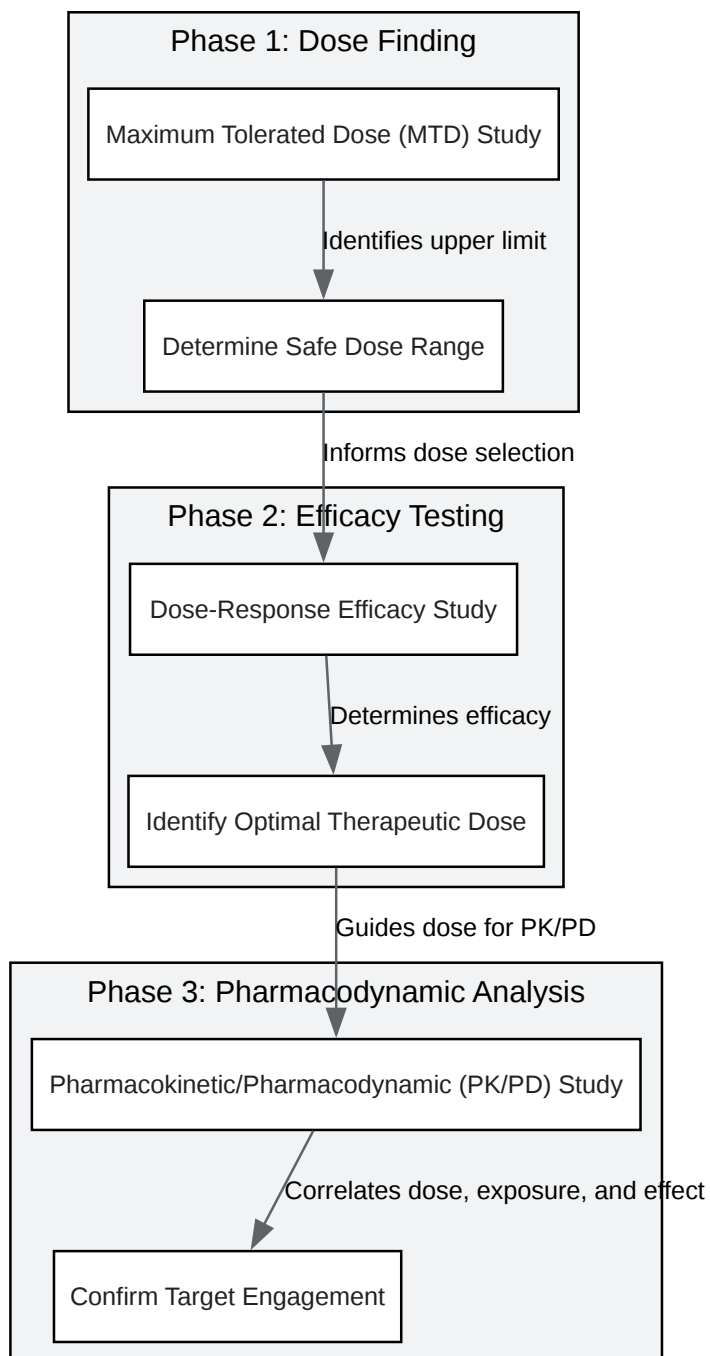 Phase 1: Dose Finding
Maximum Tolerated Dose (MTD) Study
Identifies upper limit
Determine Safe Dose Range
Informs dose selection
Phase 2: Efficacy Testing
Dose-Response Efficacy Study
Determines efficacy
Identify Optimal Therapeutic Dose
Guides dose for PK/PD
Phase 3: Pharmacodynamic Analysis
Pharmacokinetic/Pharmacodynamic (PK/PD) Study
Correlates dose, exposure, and effect
Confirm Target Engagement